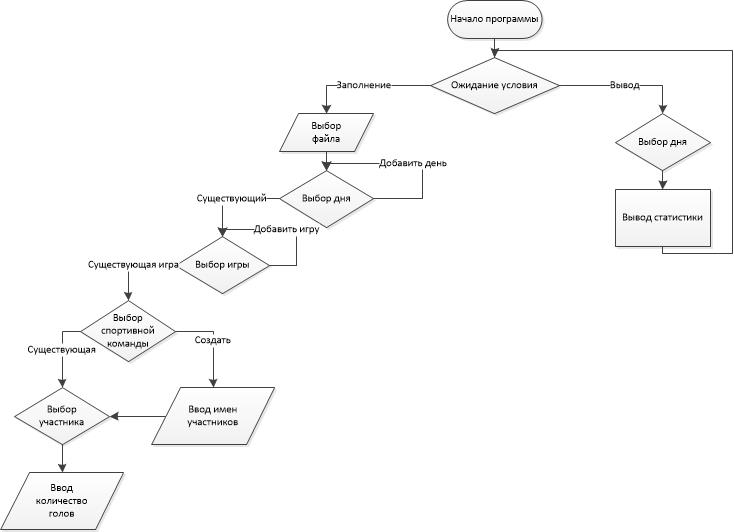 Начало программы
Ожидание условия
Заполнение
Вывод
Выбор
файла
Выбор дня
Добавить день
Выбор дня
Существующий
Вывод статистики
Добавить игру
Выбор игры
Существующая игра
Выбор
спортивной
команды
Создать
Существующая
Выбор
участника
Ввод имен
участников
Ввод
количество
голов